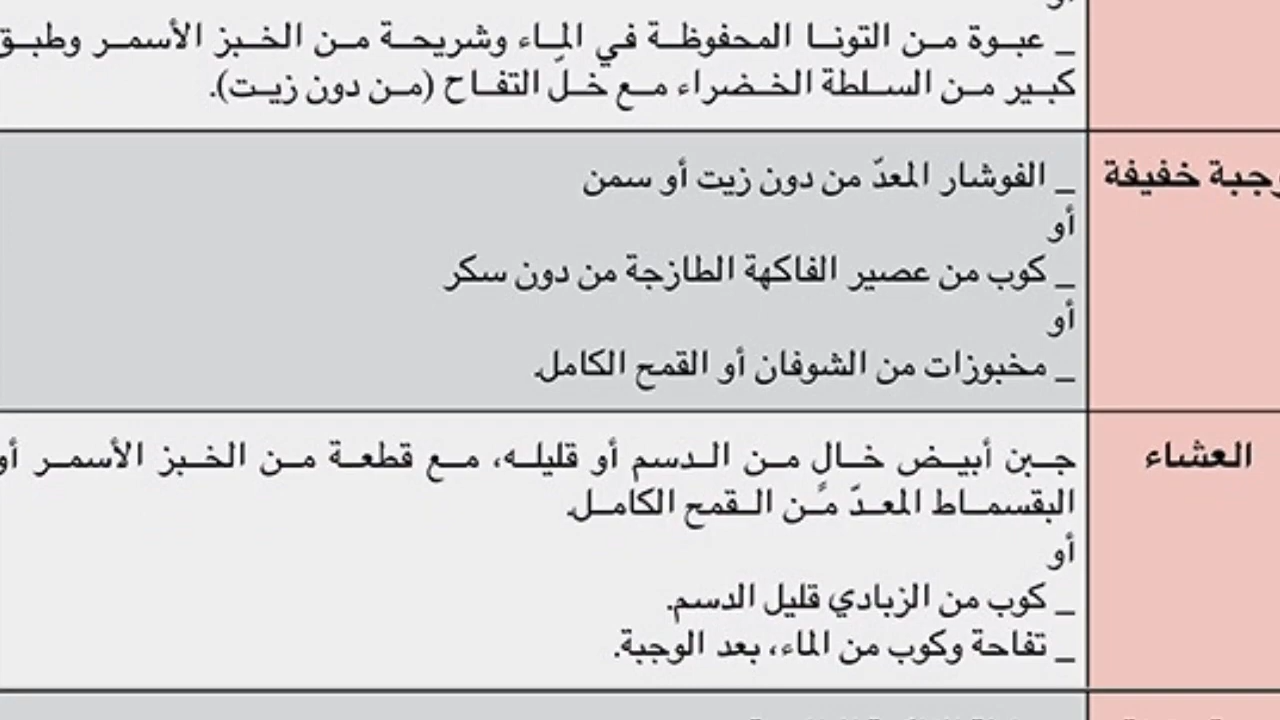 أو
_ عبوة من التونا المحفوظة في الماء وشريحة من الخبز الأسمر وطبق
كبير من السلطة الخضراء مع خلّ التفاح (من دون زيت).
وجبة خفيفة
_ الفوشار المعدّ من دون زيت أو سمن
أو
_ كوب من عصير الفاكهة الطازجة من دون سكر
أو
_ مخبوزات من الشوفان أو القمح الكامل.
العشاء
جبن أبيض خالٍ من الدسم أو قليله، مع قطعة من الخبز الأسمر أو
البقسماط المعدّ من القمح الكامل.
أو
_ كوب من الزبادي قليل الدسم.
_ تفاحة وكوب من الماء، بعد الوجبة.